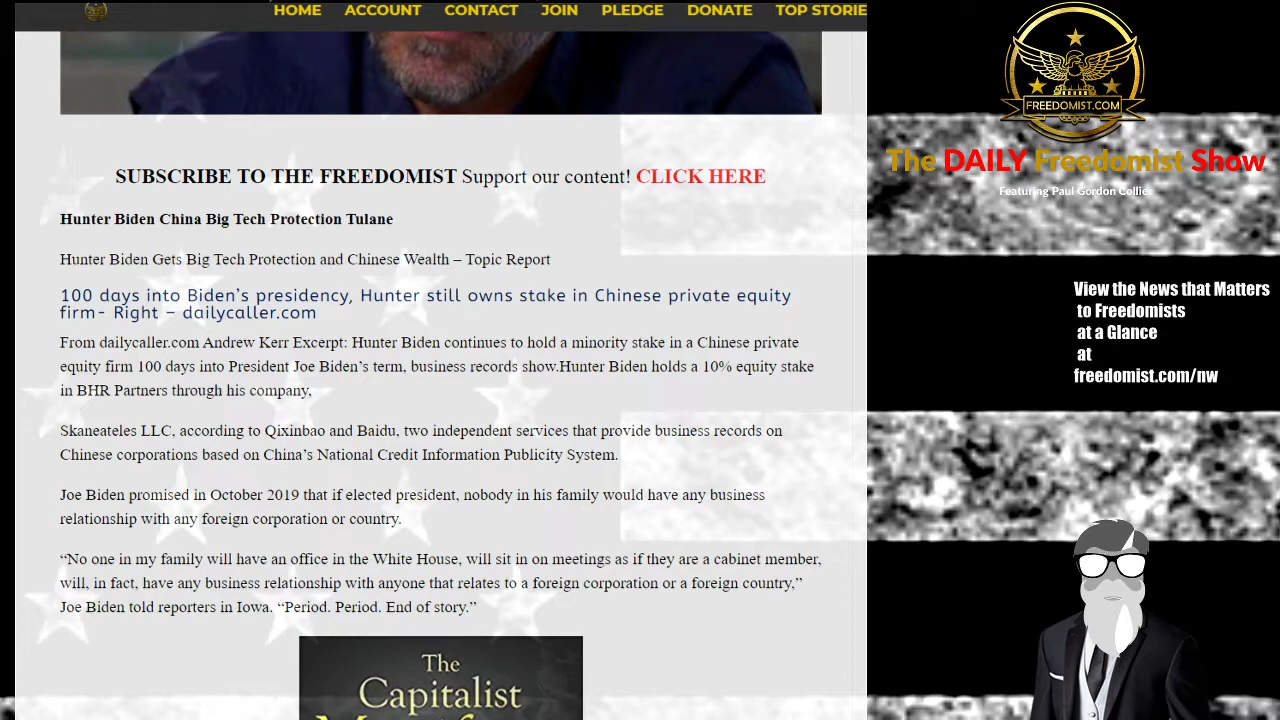 HOME ACCOUNT CONTACT JOIN PLEDGE DONATE TOP STORIE
FREEDOMIST.COM
The DAILY Freedomist Show
Featuring Paul Gordon Collier
SUBSCRIBE TO THE FREEDOMIST Support our content! CLICK HERE
Hunter Biden China Big Tech Protection Tulane
Hunter Biden Gets Big Tech Protection and Chinese Wealth – Topic Report
100 days into Biden’s presidency, Hunter still owns stake in Chinese private equity
firm- Right – dailycaller.com
From dailycaller.com Andrew Kerr Excerpt: Hunter Biden continues to hold a minority stake in a Chinese private
equity firm 100 days into President Joe Biden’s term, business records show.Hunter Biden holds a 10% equity stake
in BHR Partners through his company,
Skaneateles LLC, according to Qixinbao and Baidu, two independent services that provide business records on
Chinese corporations based on China’s National Credit Information Publicity System.
Joe Biden promised in October 2019 that if elected president, nobody in his family would have any business
relationship with any foreign corporation or country.
“No one in my family will have an office in the White House, will sit in on meetings as if they are a cabinet member,
will, in fact, have any business relationship with anyone that relates to a foreign corporation or a foreign country,”
Joe Biden told reporters in Iowa. “Period. Period. End of story.”
The
Capitalist
View the News that Matters
to Freedomists
at a Glance
at
freedomist.com/nw